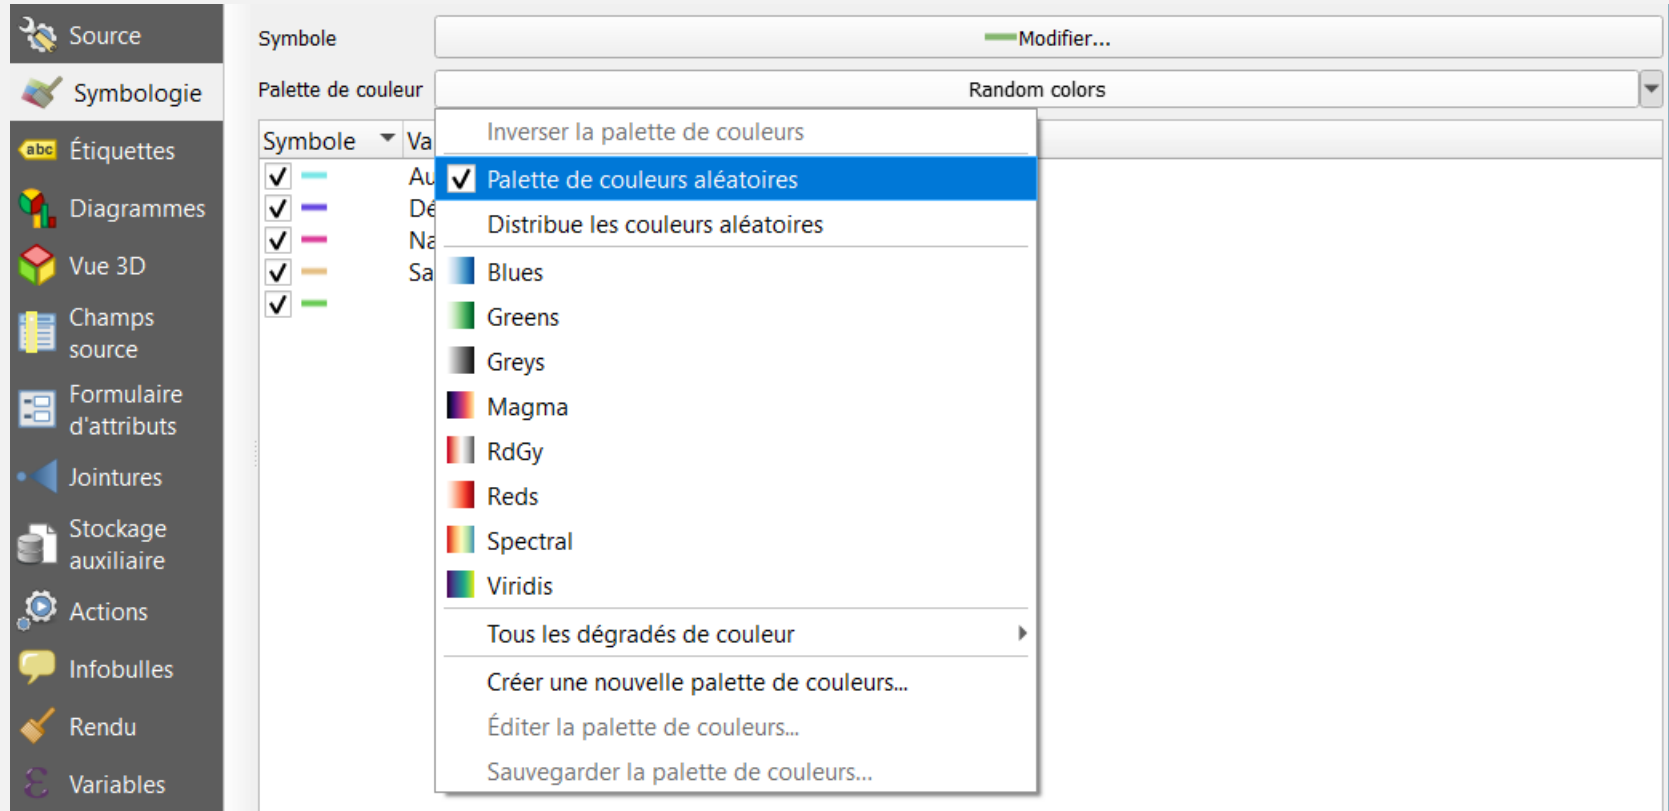 Source
Symbologie
abc Étiquettes
Diagrammes
Vue 3D
Champs
source
Formulaire
d'attributs
Jointures
Stockage
auxiliaire
Actions
Infobulles
Rendu
Variables
Symbole
Modifier...
Palette de couleur
Random colors
Symbole
Va
Au
Dé
Na
Sa
Inverser la palette de couleurs
Palette de couleurs aléatoires
Distribue les couleurs aléatoires
Blues
Greens
Greys
Magma
RdGy
Reds
Spectral
Viridis
Tous les dégradés de couleur
Créer une nouvelle palette de couleurs...
Éditer la palette de couleurs...
Sauvegarder la palette de couleurs...